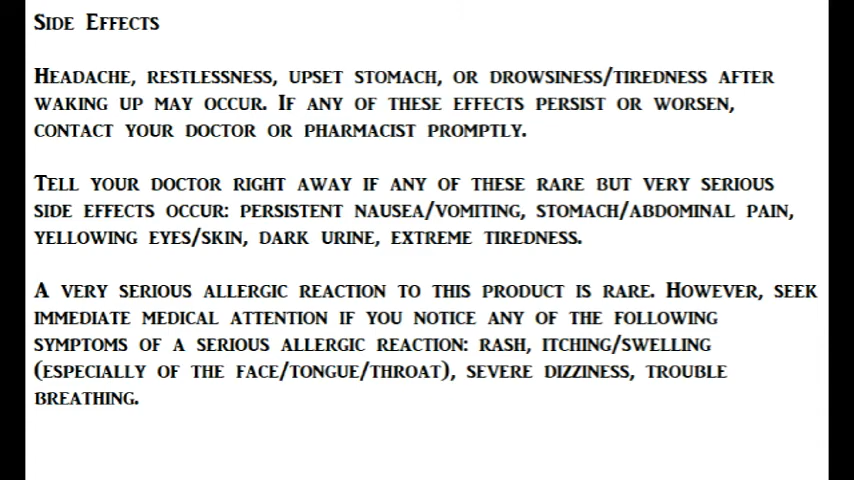 Side Effects
Headache, restlessness, upset stomach, or drowsiness/tiredness after
waking up may occur. If any of these effects persist or worsen,
contact your doctor or pharmacist promptly.
Tell your doctor right away if any of these rare but very serious
side effects occur: persistent nausea/vomiting, stomach/abdominal pain,
yellowing eyes/skin, dark urine, extreme tiredness.
A very serious allergic reaction to this product is rare. However, seek
immediate medical attention if you notice any of the following
symptoms of a serious allergic reaction: rash, itching/swelling
(especially of the face/tongue/throat), severe dizziness, trouble
breathing.